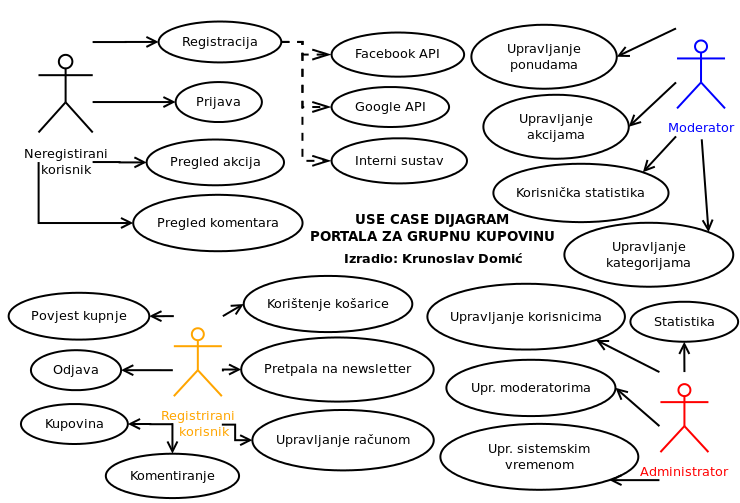 Registracija
Facebook API
Upravljanje
ponudama
Prijava
Google API
Upravljanje
akcijama
Moderator
Neregistrirani
korisnik
Pregled akcija
Interni sustav
Korisnička statistika
Pregled komentara
USE CASE DIJAGRAM
PORTALA ZA GRUPNU KUPOVINU
Izradio: Krunoslav Domić
Upravljanje
kategorijama
Povjest kupnje
Korištenje košarice
Upravljanje korisnicima
Statistika
Odjava
Pretpala na newsletter
Upr. moderatorima
Kupovina
Registrirani
korisnik
Upravljanje računom
Upr. sistemskim
vremenom
Administrator
Komentiranje